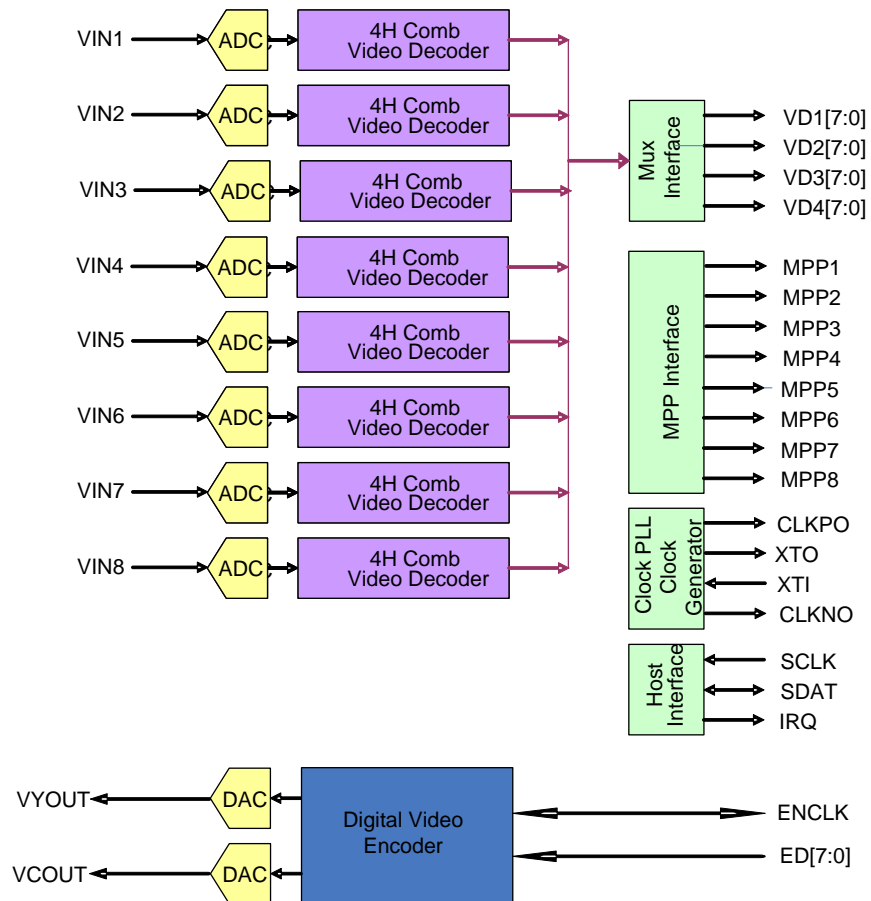 VIN1
ADC
4H Comb
Video Decoder
VIN2
ADC
4H Comb
Video Decoder
VIN3
ADC
4H Comb
Video Decoder
VIN4
ADC
4H Comb
Video Decoder
VIN5
ADC
4H Comb
Video Decoder
VIN6
ADC
4H Comb
Video Decoder
VIN7
ADC
4H Comb
Video Decoder
VIN8
ADC
4H Comb
Video Decoder
Mux
Interface
VD1[7:0]
VD2[7:0]
VD3[7:0]
VD4[7:0]
MPP Interface
MPP1
MPP2
MPP3
MPP4
MPP5
MPP6
MPP7
MPP8
Clock PLL
Clock
Generator
CLKPO
XTO
XTI
CLKNO
Host
Interface
SCLK
SDAT
IRQ
VYOUT
DAC
VCOUT
DAC
Digital Video
Encoder
ENCLK
ED[7:0]